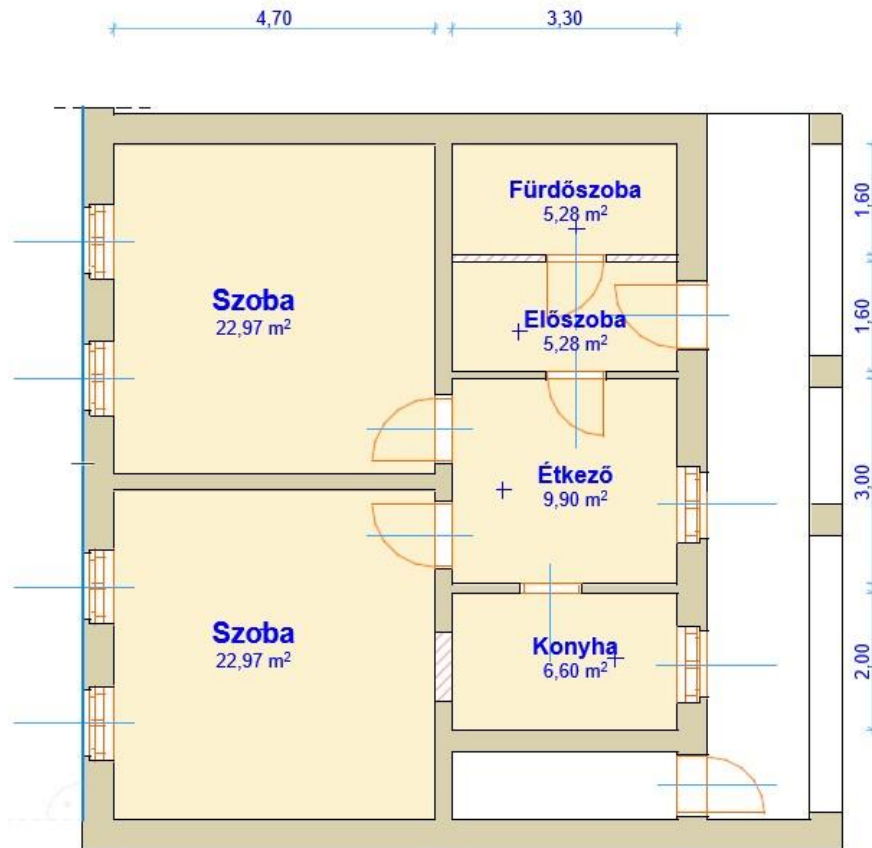 4,70
3,30
Fürdőszoba
5,28 m²
1,60
Szoba
22,97 m²
Előszoba
5,28 m²
1,60
Étkező
9,90 m²
3,00
Szoba
22,97 m²
Konyha
6,60 m²
2,00